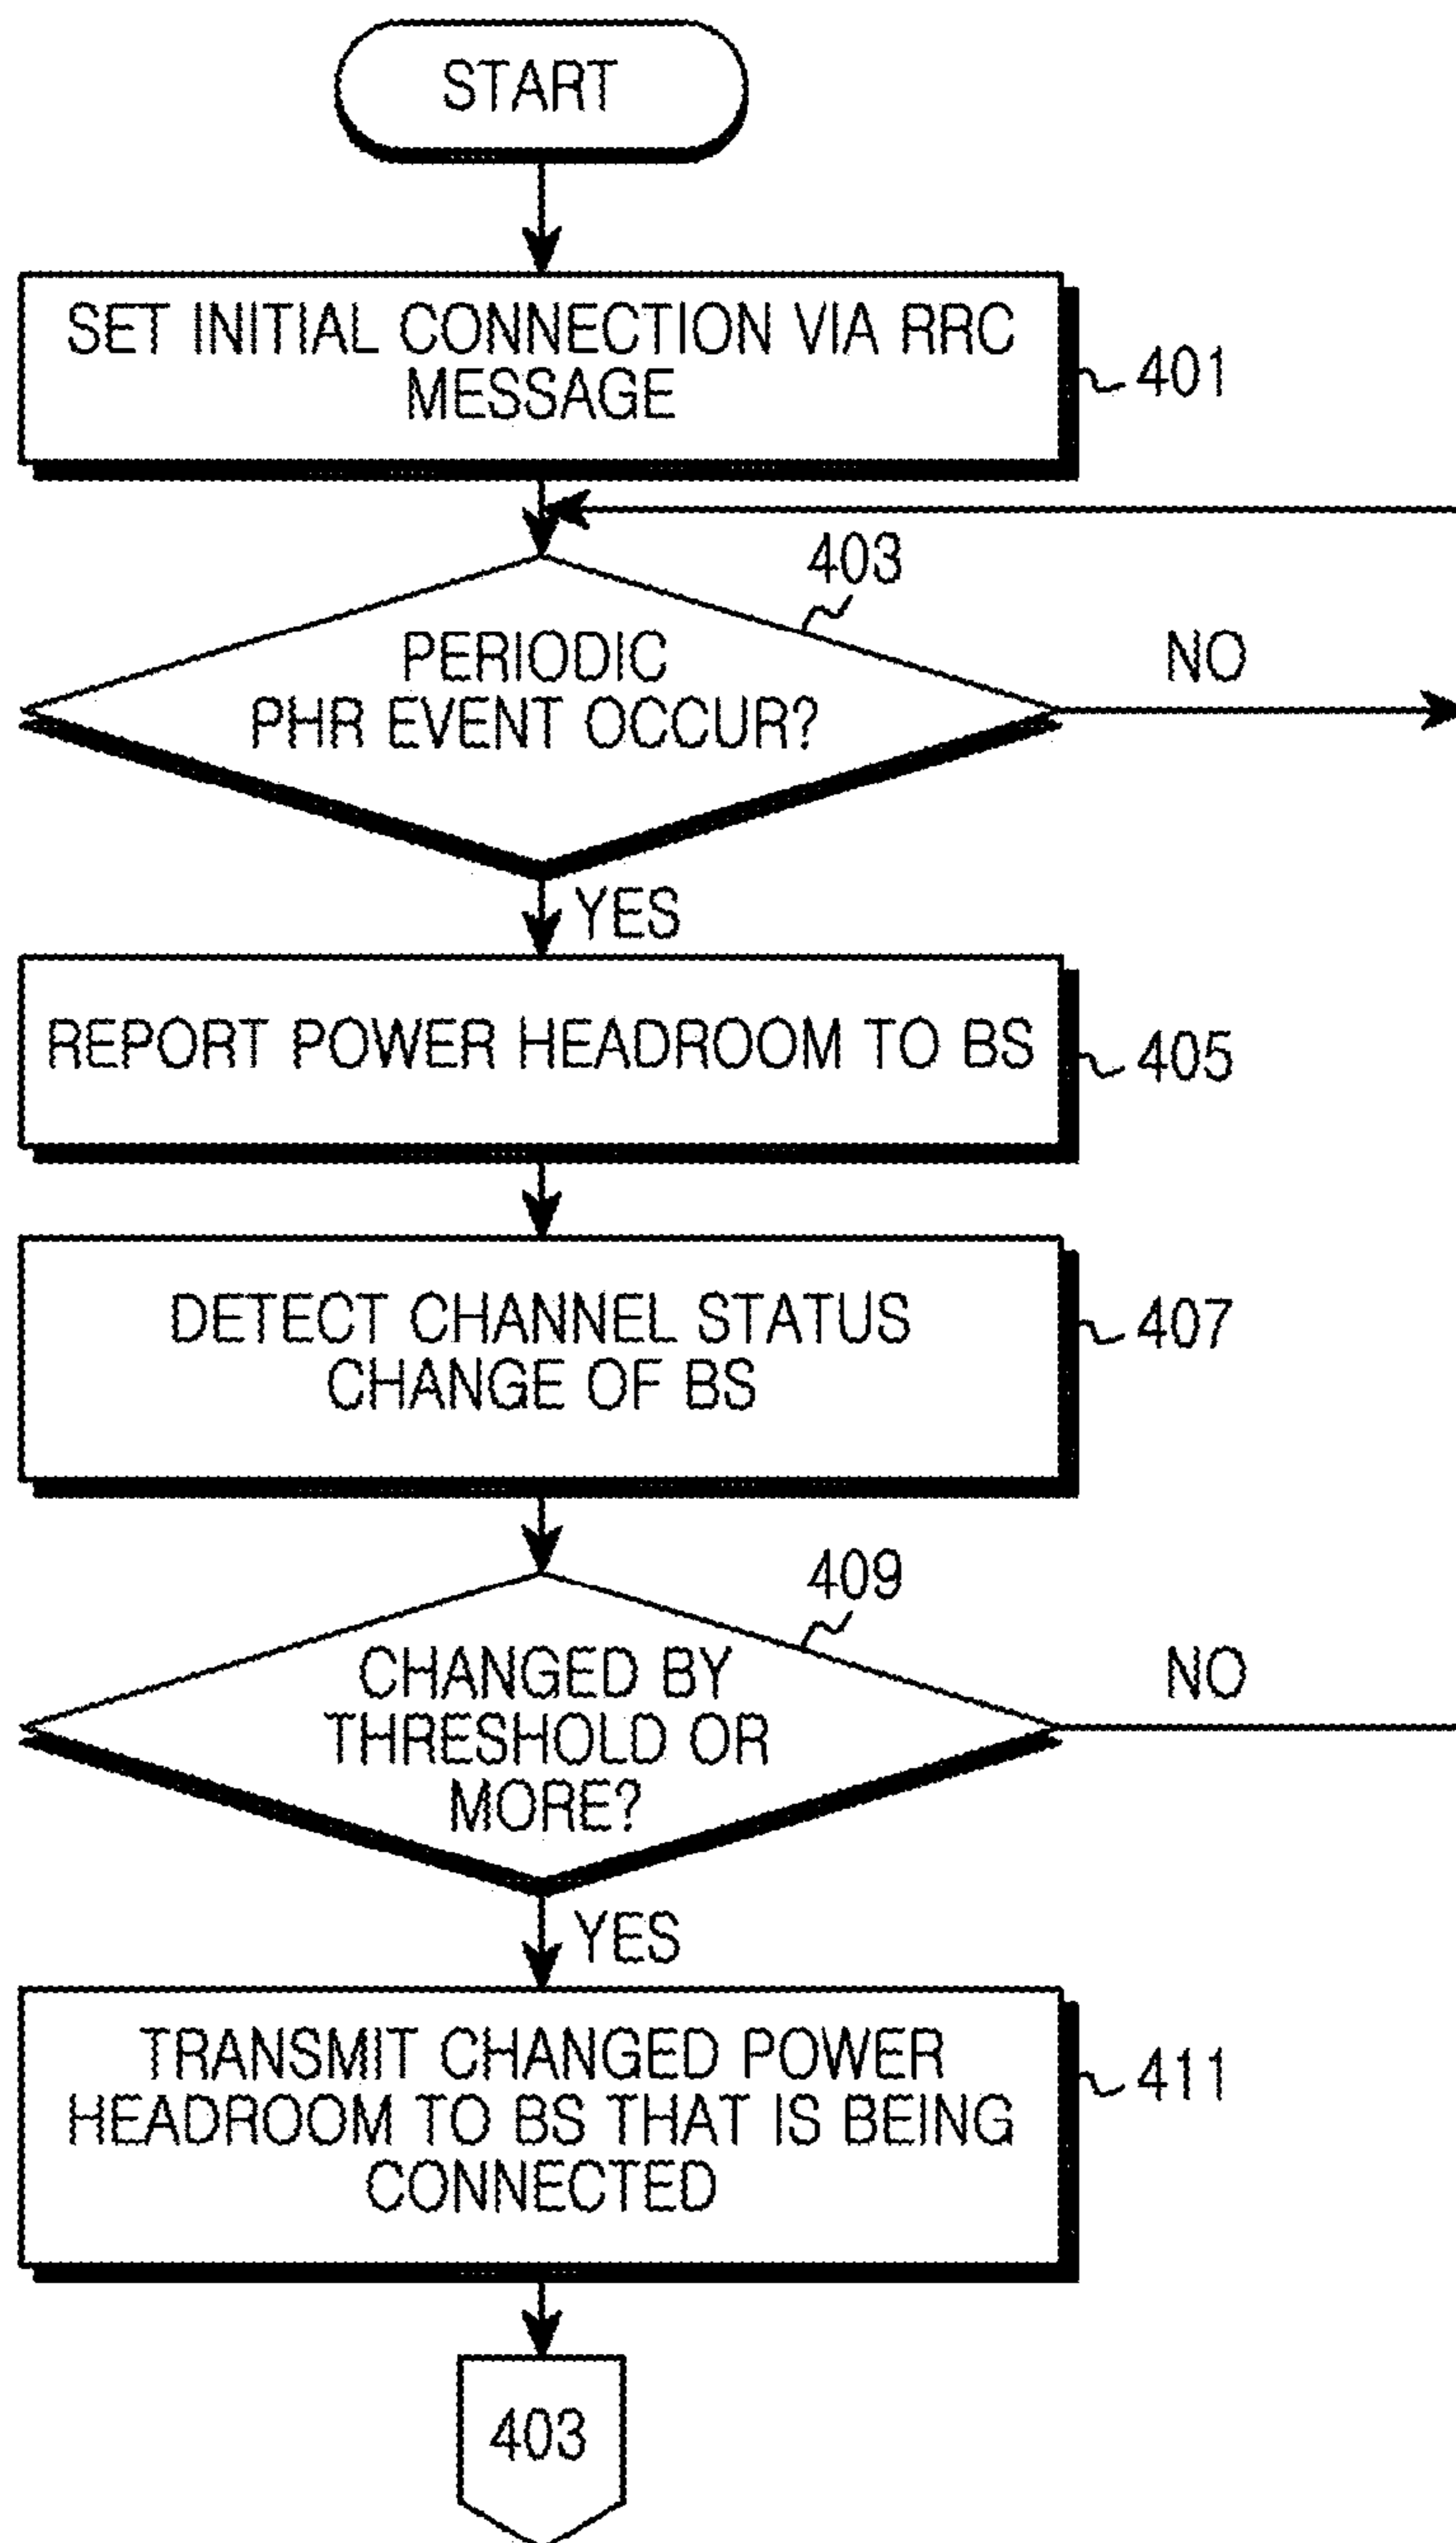 START
SET INITIAL CONNECTION VIA RRC
MESSAGE
401
403
PERIODIC
PHR EVENT OCCUR?
NO
YES
REPORT POWER HEADROOM TO BS
405
DETECT CHANNEL STATUS
CHANGE OF BS
407
409
CHANGED BY
THRESHOLD OR
MORE?
NO
YES
TRANSMIT CHANGED POWER
HEADROOM TO BS THAT IS BEING
CONNECTED
411
403